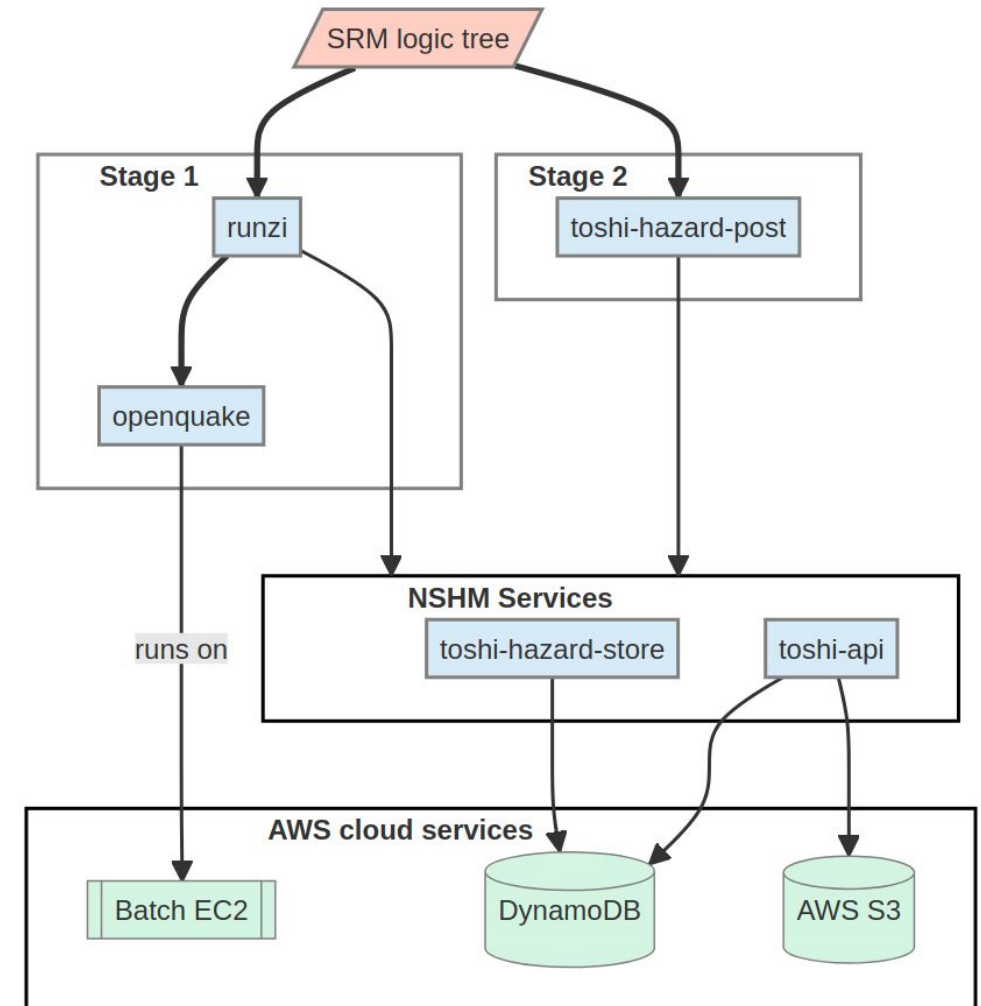 SRM logic tree
Stage 1
Stage 2
runzi
toshi-hazard-post
openquake
NSHM Services
toshi-hazard-store
toshi-api
runs on
AWS cloud services
Batch EC2
DynamoDB
AWS S3